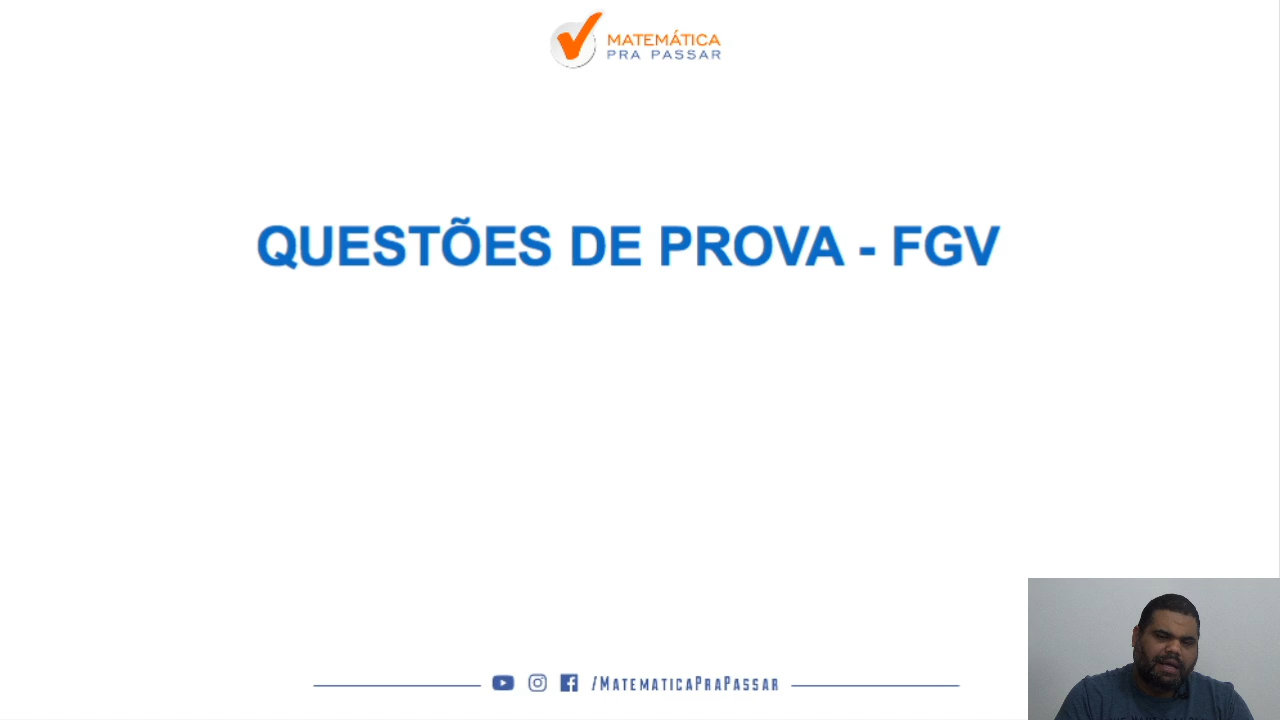 MATEMÁTICA
PRA PASSAR
QUESTÕES DE PROVA - FGV
/MATEMATICAPRAPASSAR